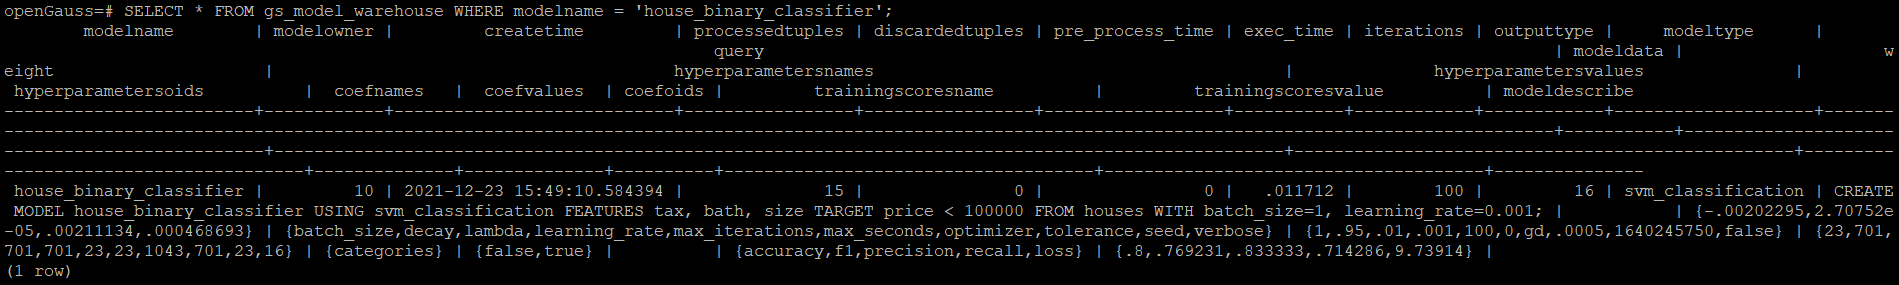 openGauss=# SELECT * FROM gs_model_warehouse WHERE modelname = 'house_binary_classifier';
modelname | modelowner | createtime | processedtuples | discardedtuples | pre_process_time | exec_time | iterations | outputtype | modeltype |
query | modeldata | w
eight | hyperparametersnames | hyperparametersvalues |
hyperparametersoids | coefnames | coefvalues | coefoids | trainingscoresname | trainingscoresvalue | modeldescribe
-------------------------+------------+----------------------------+-----------------+-----------------+------------------+-----------+------------+------------+--------------------+-------
-----------------------------------------------------------------------------------------------------------------------------------------------------------+-----------+---------------------
--------------------------+-----------------------------------------------------------------------------------------------------+--------------------------------------------------+---------
------------------------------+--------------+--------------+----------+-------------------------------------+--------------------------------------+---------------
house_binary_classifier | 10 | 2021-12-23 15:49:10.584394 | 15 | 0 | 0 | .011712 | 100 | 16 | svm_classification | CREATE
MODEL house_binary_classifier USING svm_classification FEATURES tax, bath, size TARGET price < 100000 FROM houses WITH batch_size=1, learning_rate=0.001; | | {-.00202295,2.70752e
-05,.00211134,.000468693} | {batch_size,decay,lambda,learning_rate,max_iterations,max_seconds,optimizer,tolerance,seed,verbose} | {1,.95,.01,.001,100,0,gd,.0005,1640245750,false} | {23,701,
701,701,23,23,1043,701,23,16} | {categories} | {false,true} | | {accuracy,f1,precision,recall,loss} | {.8,.769231,.833333,.714286,9.73914} |
(1 row)